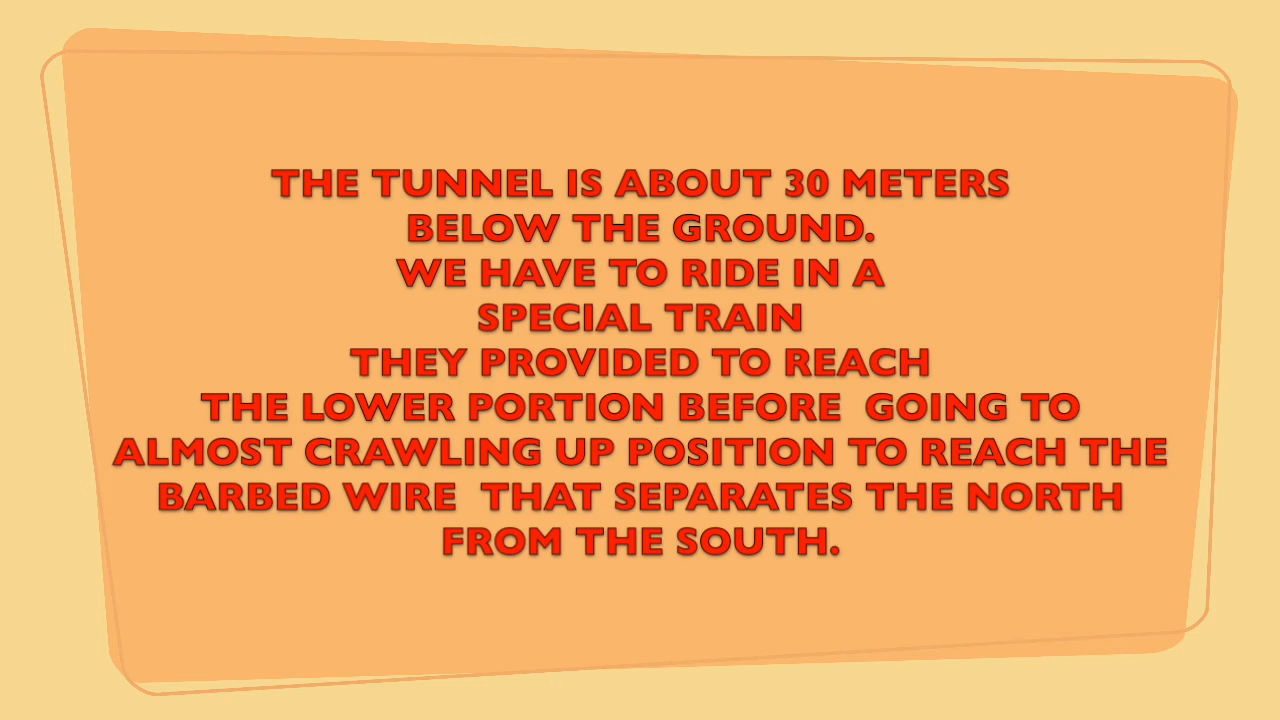 THE TUNNEL IS ABOUT 30 METERS
BELOW THE GROUND.
WE HAVE TO RIDE IN A
SPECIAL TRAIN
THEY PROVIDED TO REACH
THE LOWER PORTION BEFORE  GOING TO
ALMOST CRAWLING UP POSITION TO REACH THE
BARBED WIRE  THAT SEPARATES THE NORTH
FROM THE SOUTH.